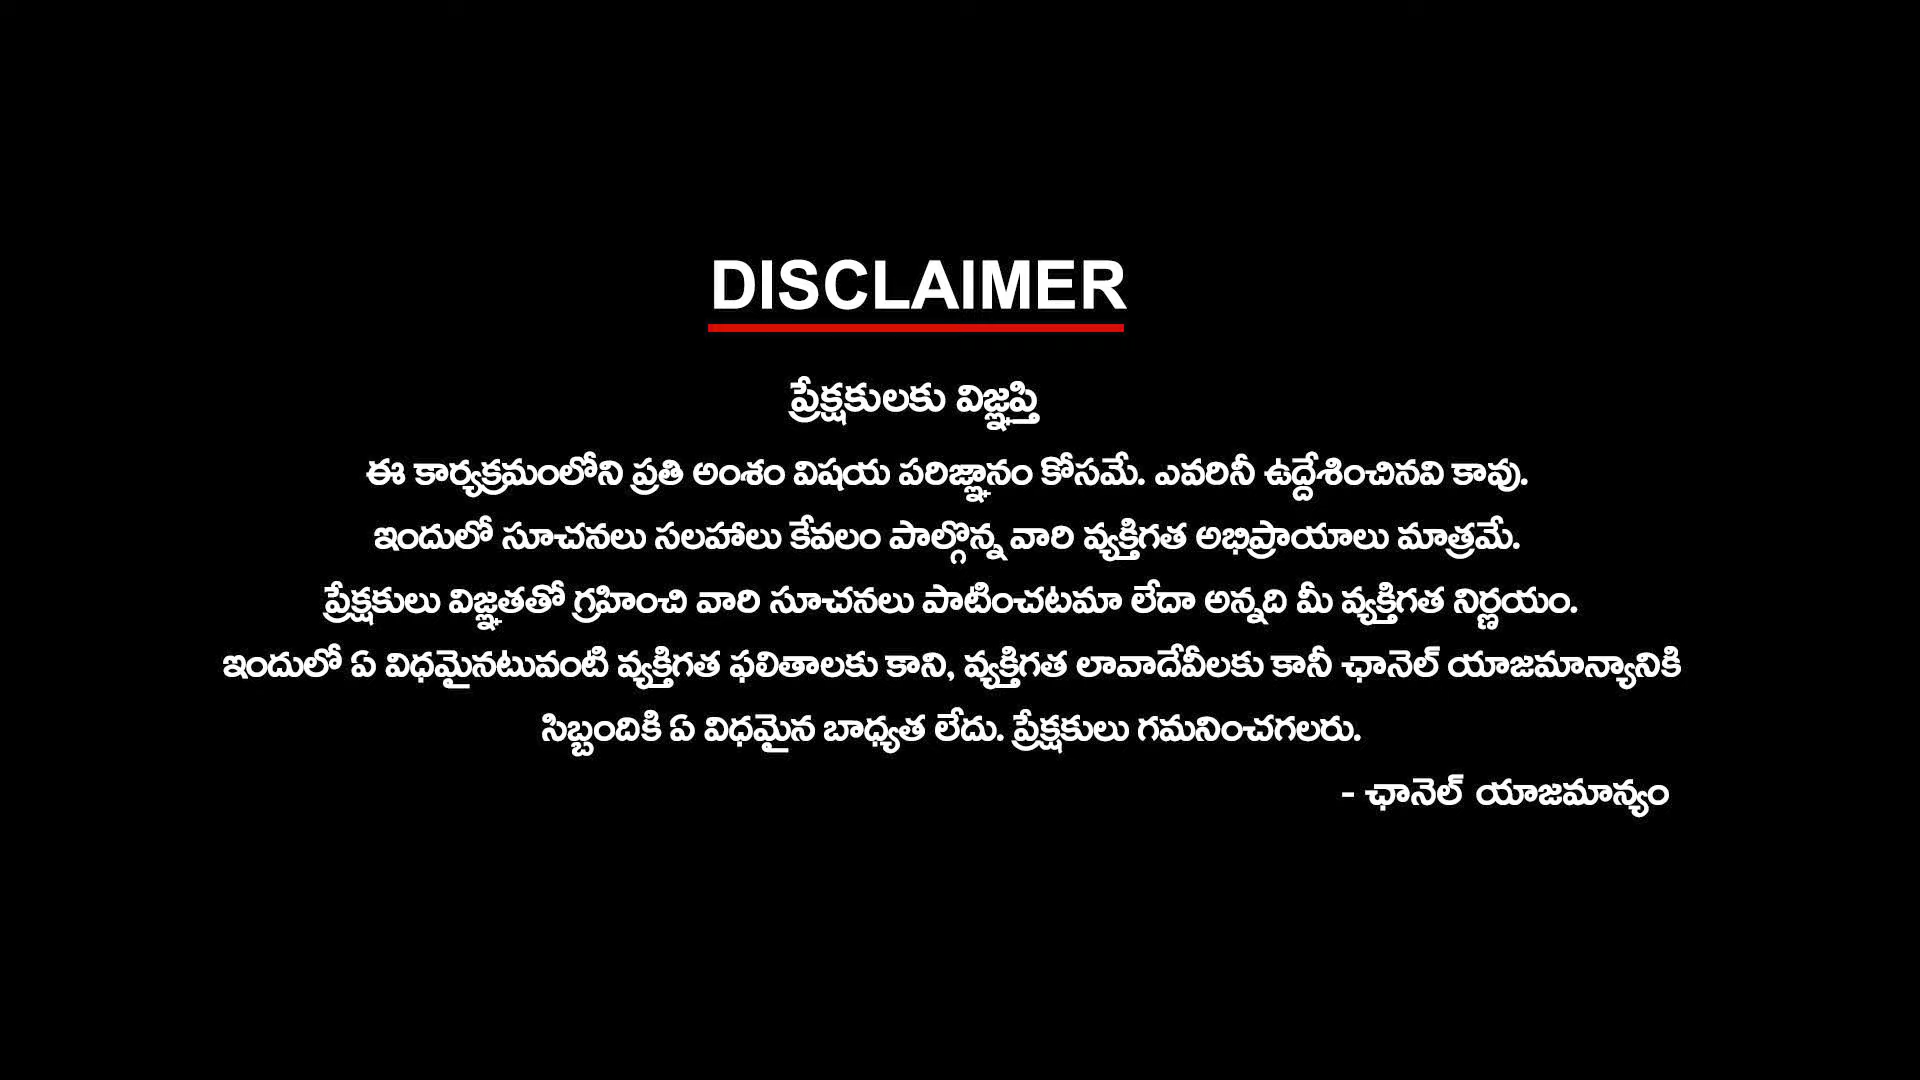 DISCLAIMER
ప్రేక్షకులకు విజ్ఞప్తి
ఈ కార్యక్రమంలోని ప్రతి అంశం విషయ పరిజ్ఞానం కోసమే. ఎవరినీ ఉద్దేశించినవి కావు.
ఇందులో సూచనలు సలహాలు కేవలం పాల్గొన్న వారి వ్యక్తిగత అభిప్రాయాలు మాత్రమే.
ప్రేక్షకులు విజ్ఞతతో గ్రహించి వారి సూచనలు పాటించటమా లేదా అన్నది మీ వ్యక్తిగత నిర్ణయం.
ఇందులో ఏ విధమైనటువంటి వ్యక్తిగత ఫలితాలకు కాని, వ్యక్తిగత లావాదేవీలకు కానీ ఛానెల్ యాజమాన్యానికి
సిబ్బందికి ఏ విధమైన బాధ్యత లేదు. ప్రేక్షకులు గమనించగలరు.
- ఛానెల్ యాజమాన్యం